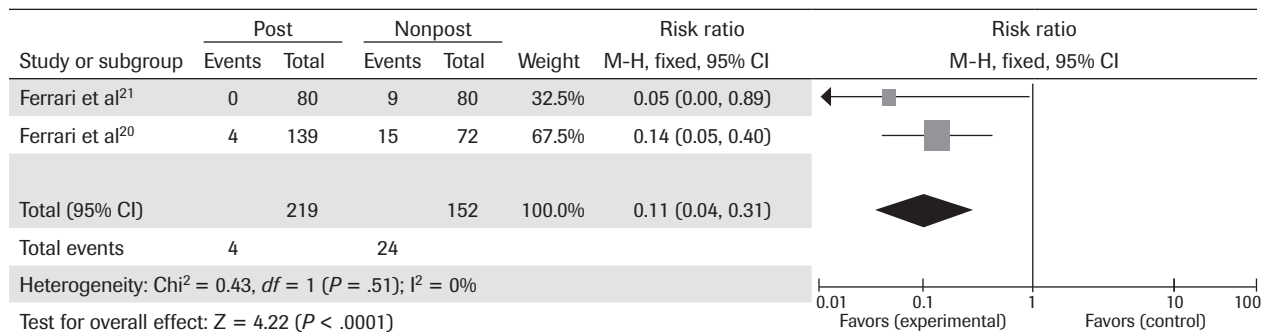 Post Nonpost Risk ratio Risk ratio
Study or subgroup Events Total Events Total Weight M-H, fixed, 95% CI M-H, fixed, 95% CI
Ferrari et al21 0 80 9 80 32.5% 0.05 (0.00, 0.89)
Ferrari et al20 4 139 15 72 67.5% 0.14 (0.05, 0.40)
Total (95% CI) 219 152 100.0% 0.11 (0.04, 0.31)
Total events 4 24
Heterogeneity: Chi2 = 0.43, df = 1 (P = .51); I2 = 0%
0.01 0.1 1 10 100
Test for overall effect: Z = 4.22 (P < .0001) Favors (experimental) Favors (control)